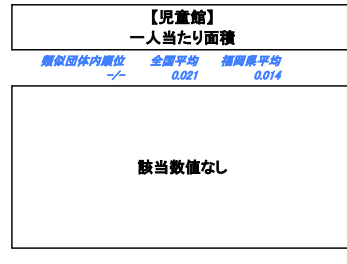 【児童館】
一人当たり面積
類似団体内順位 全国平均 福岡県平均
-/- 0.021 0.014
該当数値なし